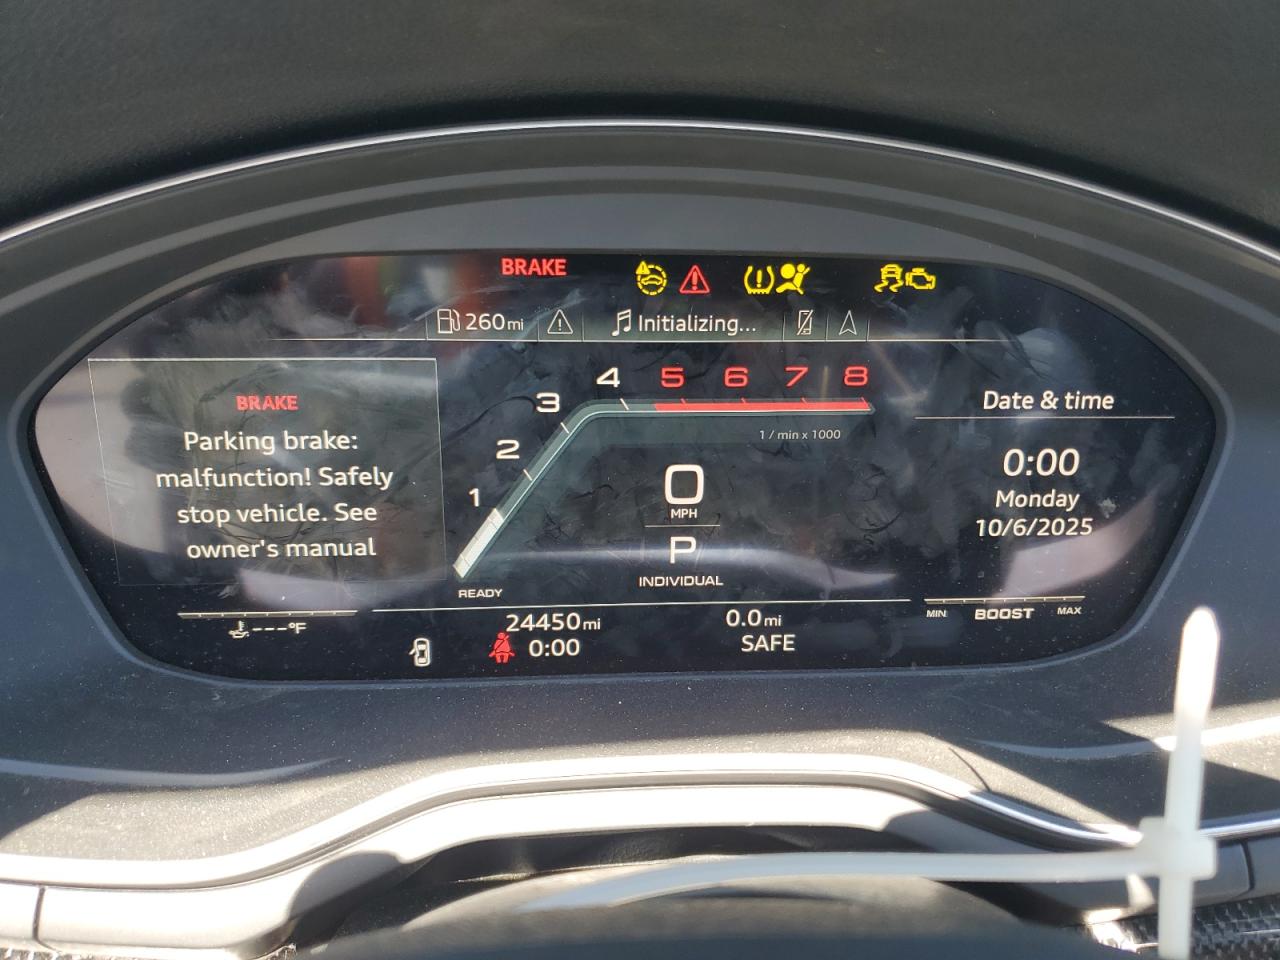 BRAKE
260mi
Initializing...
BRAKE
Parking brake:
malfunction! Safely
stop vehicle. See
owner's manual
1 2 3 4 5 6 7 8
1 / min x 1000
0
MPH
P
INDIVIDUAL
READY
Date & time
0:00
Monday
10/6/2025
MIN BOOST MAX
---°F
24450mi
0:00
0.0mi
SAFE